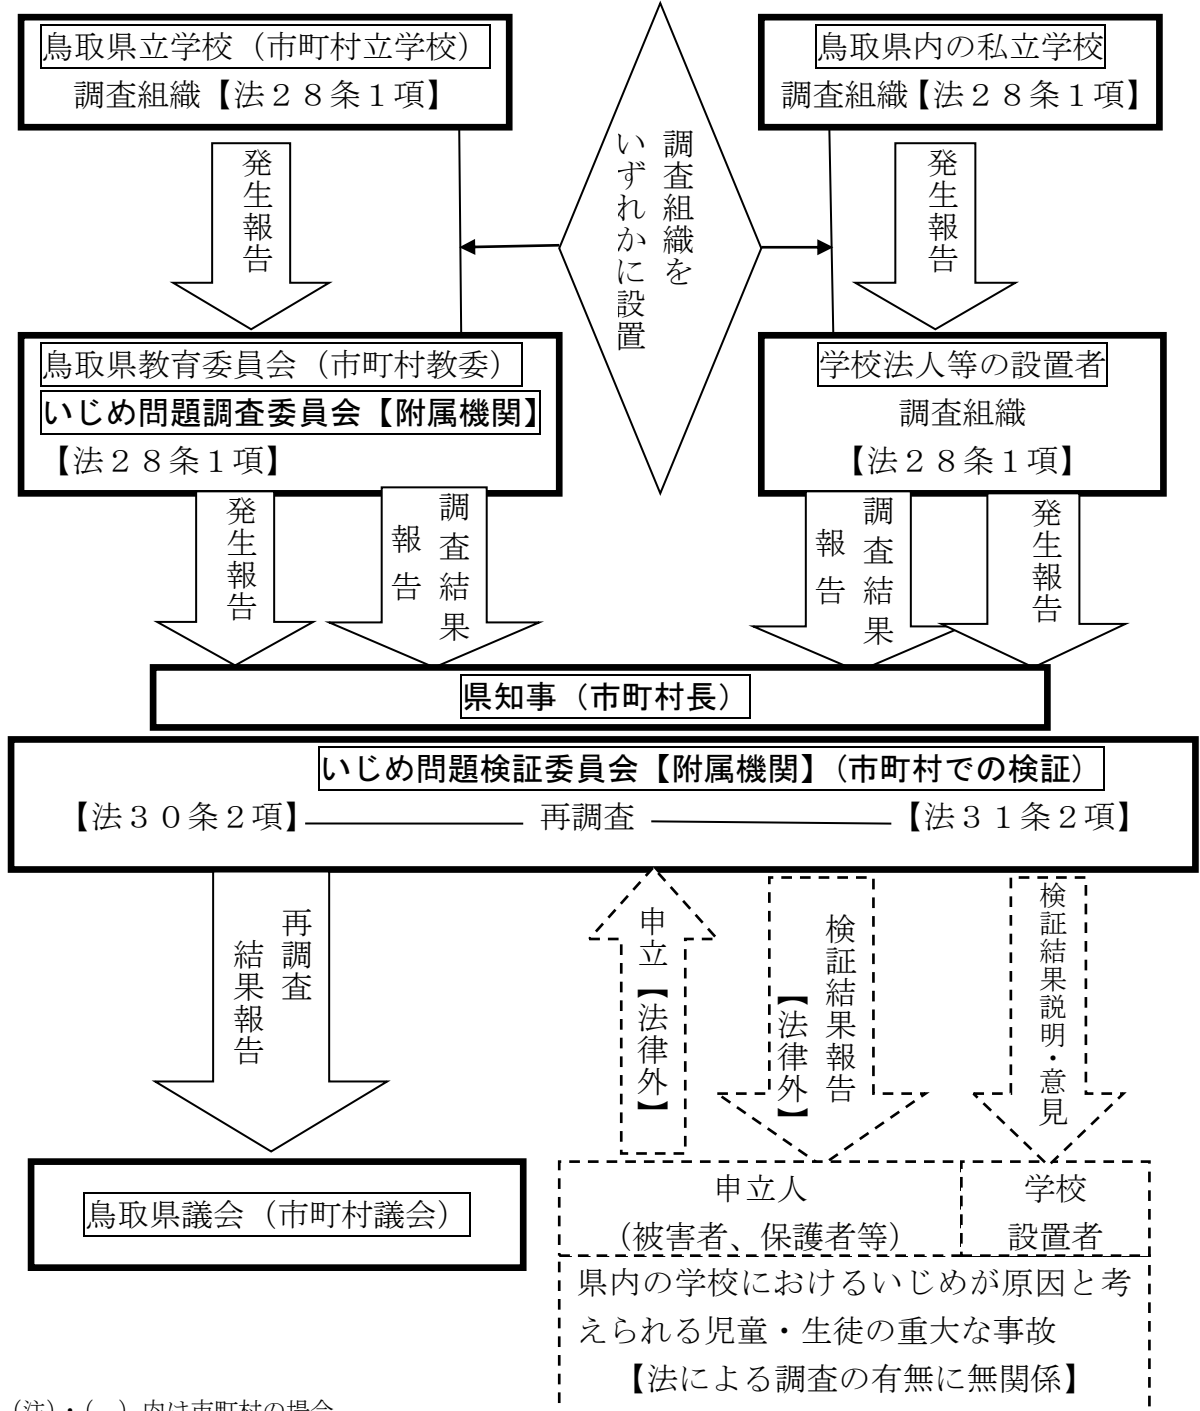 鳥取県立学校（市町村立学校）
調査組織【法２８条１項】
鳥取県内の私立学校
調査組織【法２８条１項】
調査組織を
いずれかに設置
発生報告
発生報告
鳥取県教育委員会（市町村教委）
いじめ問題調査委員会【附属機関】
【法２８条１項】
学校法人等の設置者
調査組織
【法２８条１項】
発生報告
調査結果
報告
調査結果
報告
発生報告
県知事（市町村長）
いじめ問題検証委員会【附属機関】（市町村での検証）
【法３０条２項】 再調査 【法３１条２項】
再調査
結果報告
申立【法律外】
検証結果報告
【法律外】
検証結果説明・意見
鳥取県議会（市町村議会）
申立人
（被害者、保護者等）
学校
設置者
県内の学校におけるいじめが原因と考
えられる児童・生徒の重大な事故
【法による調査の有無に無関係】
（注）・（　）内は市町村の場合